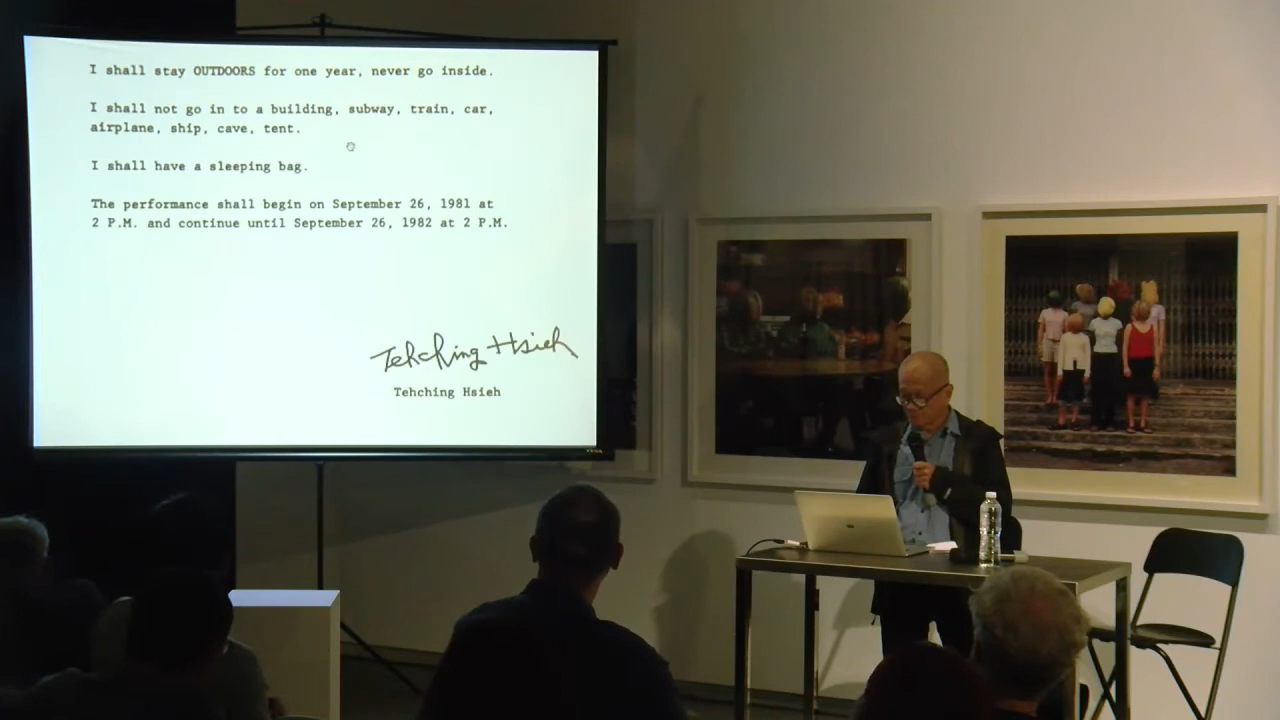 I shall stay OUTDOORS for one year, never go inside.
I shall not go in to a building, subway, train, car,
airplane, ship, cave, tent.
I shall have a sleeping bag.
The performance shall begin on September 26, 1981 at
2 P.M. and continue until September 26, 1982 at 2 P.M.
Tehching Hsieh
Tehching Hsieh